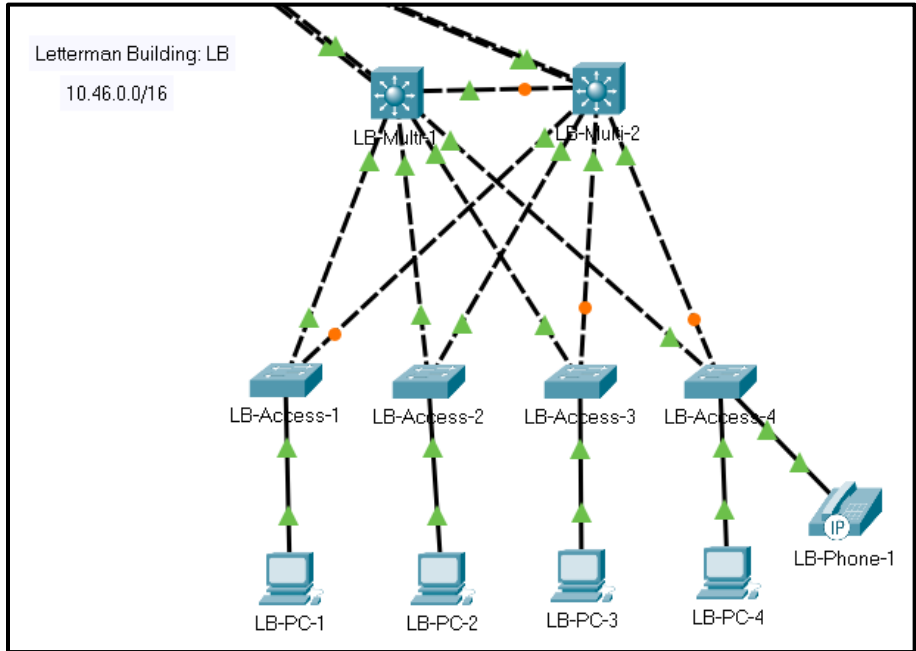 Letterman Building: LB
10.46.0.0/16
LB-Multi-1
LB-Multi-2
LB-Access-1
LB-Access-2
LB-Access-3
LB-Access-4
IP
LB-Phone-1
LB-PC-1
LB-PC-2
LB-PC-3
LB-PC-4